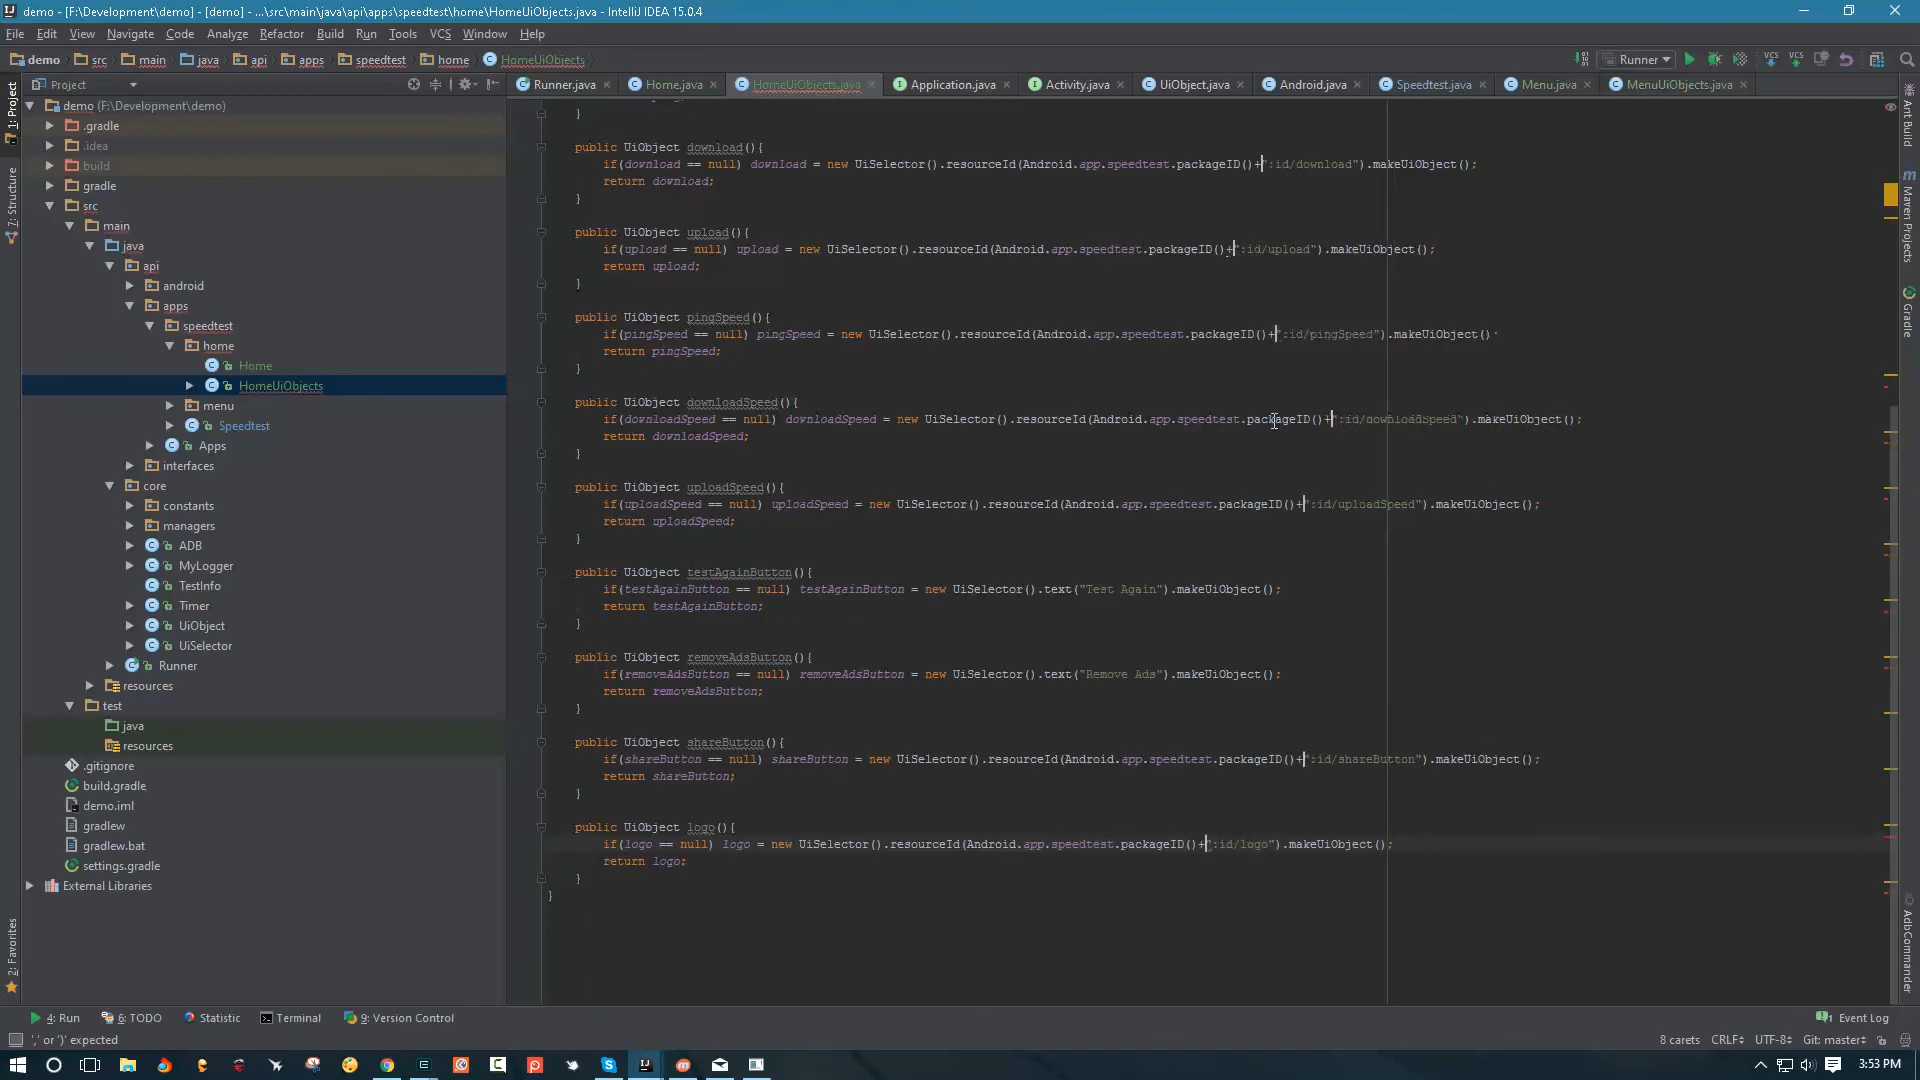 demo - [F:\Development\demo] - [demo] - ...\src\main\java\api\apps\speedtest\home\HomeUiObjects.java - IntelliJ IDEA 15.0.4
File Edit View Navigate Code Analyze Refactor Build Run Tools VCS Window Help
demo src main java api apps speedtest home HomeUiObjects Runner
Project Runner.java Home.java HomeUiObjects.java Application.java Activity.java UiObject.java Android.java Speedtest.java Menu.java MenuUiObjects.java
demo (F:\Development\demo)
.gradle
.idea
build
gradle
src
main
java
api
android
apps
speedtest
home
Home
HomeUiObjects
menu
Speedtest
Apps
interfaces
core
constants
managers
ADB
MyLogger
TestInfo
Timer
UiObject
UiSelector
Runner
resources
test
java
resources
.gitignore
build.gradle
demo.iml
gradlew
gradlew.bat
settings.gradle
External Libraries
}
public UiObject download(){
if(download == null) download = new UiSelector().resourceId(Android.app.speedtest.packageID()+":id/download").makeUiObject();
return download;
}
public UiObject upload(){
if(upload == null) upload = new UiSelector().resourceId(Android.app.speedtest.packageID()+":id/upload").makeUiObject();
return upload;
}
public UiObject pingSpeed(){
if(pingSpeed == null) pingSpeed = new UiSelector().resourceId(Android.app.speedtest.packageID()+":id/pingSpeed").makeUiObject()
return pingSpeed;
}
public UiObject downloadSpeed(){
if(downloadSpeed == null) downloadSpeed = new UiSelector().resourceId(Android.app.speedtest.packageID()+":id/downloadSpeed").makeUiObject();
return downloadSpeed;
}
public UiObject uploadSpeed(){
if(uploadSpeed == null) uploadSpeed = new UiSelector().resourceId(Android.app.speedtest.packageID()+":id/uploadSpeed").makeUiObject();
return uploadSpeed;
}
public UiObject testAgainButton(){
if(testAgainButton == null) testAgainButton = new UiSelector().text("Test Again").makeUiObject();
return testAgainButton;
}
public UiObject removeAdsButton(){
if(removeAdsButton == null) removeAdsButton = new UiSelector().text("Remove Ads").makeUiObject();
return removeAdsButton;
}
public UiObject shareButton(){
if(shareButton == null) shareButton = new UiSelector().resourceId(Android.app.speedtest.packageID()+":id/shareButton").makeUiObject();
return shareButton;
}
public UiObject logo(){
if(logo == null) logo = new UiSelector().resourceId(Android.app.speedtest.packageID()+":id/logo").makeUiObject();
return logo;
}
}
1: Project
7: Structure
2: Favorites
Ant Build
Maven Projects
Gradle
AdbCommander
4: Run 6: TODO Statistic Terminal 9: Version Control 1 Event Log
',' or ')' expected 8 carets CRLF UTF-8 Git: master
3:53 PM